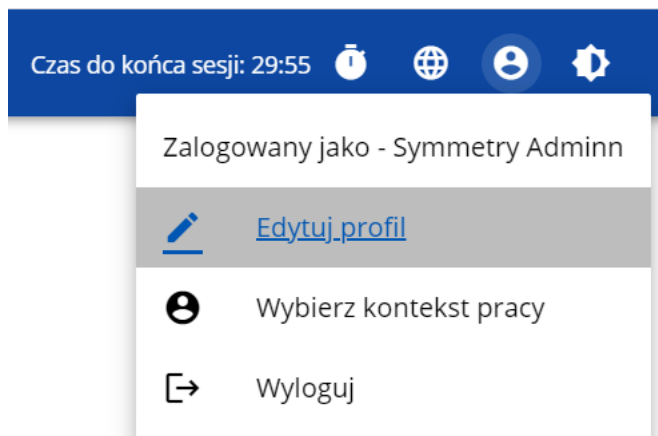 Czas do końca sesji: 29:55
Zalogowany jako - Symmetry Adminn
Edytuj profil
Wybierz kontekst pracy
Wyloguj